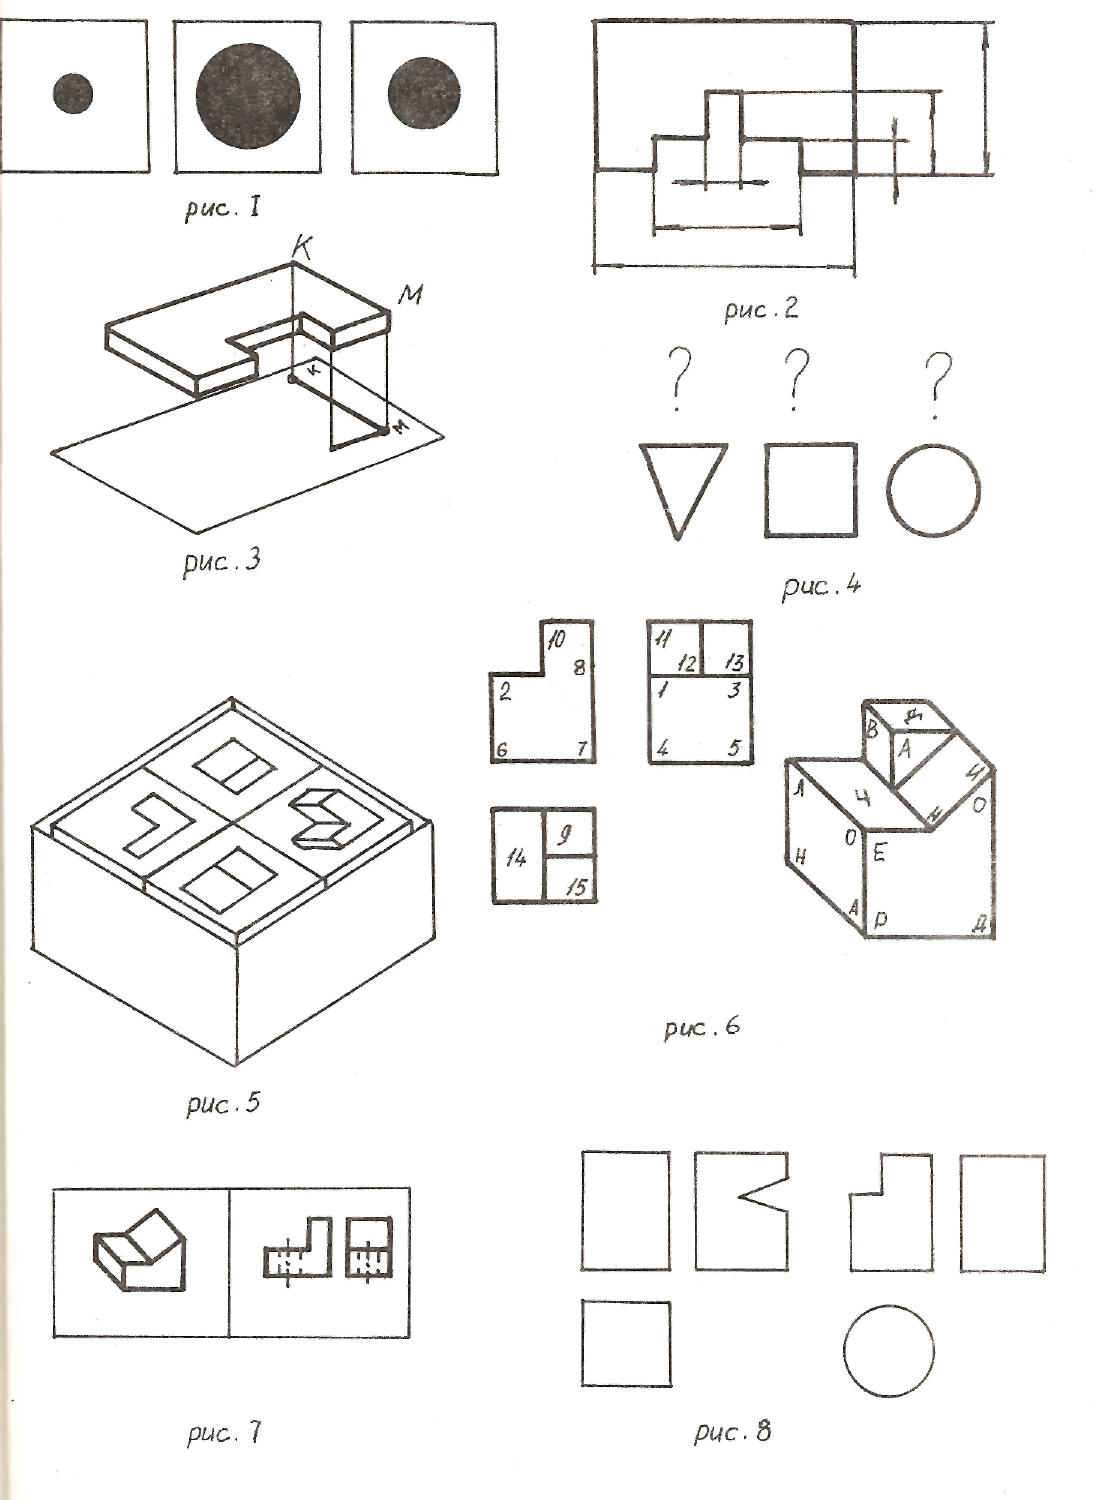 рис. 1
рис. 2
К
М
К
М
рис. 3
? ? ?
рис. 4
10
8
2
6 7
11
12 13
1 3
4 5
14 9
15
Д
В А
Л Ц И
О Е Н О
Н
А Р Д
рис. 6
рис. 5
рис. 7
рис. 8